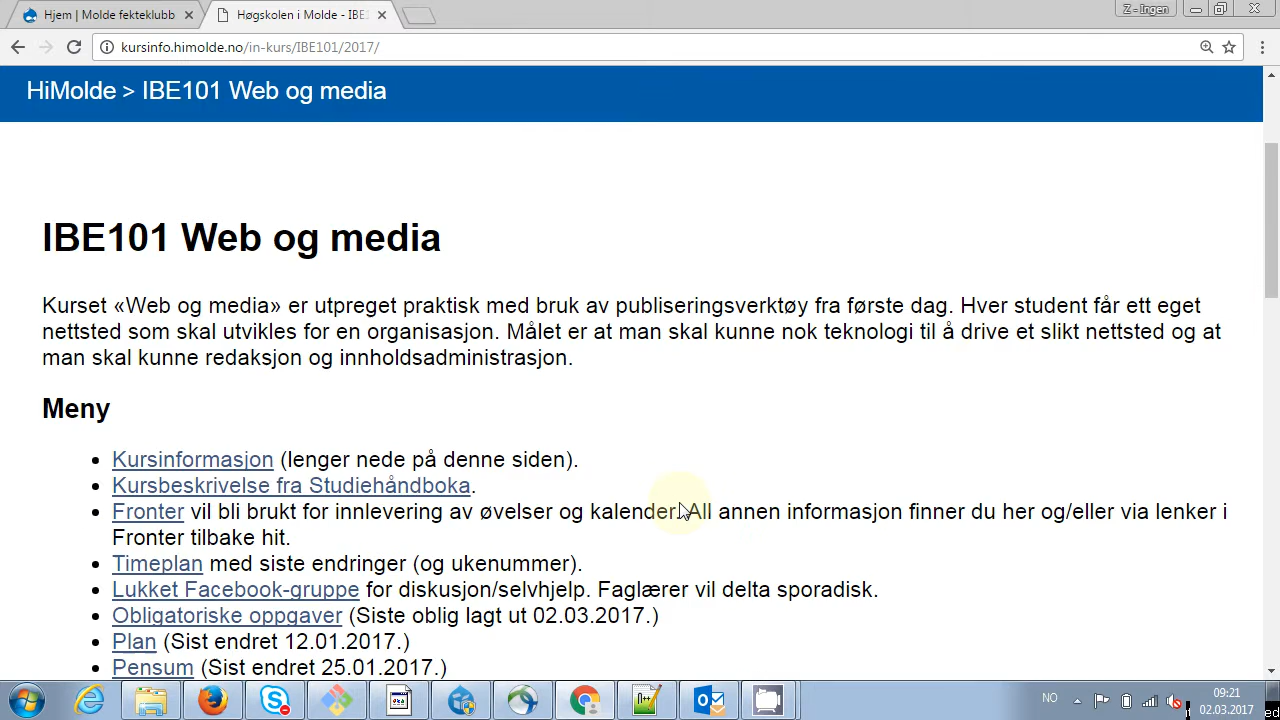 Hjem | Molde fekteklubb
Høgskolen i Molde - IBE1
Z - Ingen
kursinfo.himolde.no/in-kurs/IBE101/2017/
HiMolde > IBE101 Web og media
IBE101 Web og media
Kurset «Web og media» er utpreget praktisk med bruk av publiseringsverktøy fra første dag. Hver student får ett eget
nettsted som skal utvikles for en organisasjon. Målet er at man skal kunne nok teknologi til å drive et slikt nettsted og at
man skal kunne redaksjon og innholdsadministrasjon.
Meny
• Kursinformasjon (lenger nede på denne siden).
• Kursbeskrivelse fra Studiehåndboka.
• Fronter vil bli brukt for innlevering av øvelser og kalender. All annen informasjon finner du her og/eller via lenker i
Fronter tilbake hit.
• Timeplan med siste endringer (og ukenummer).
• Lukket Facebook-gruppe for diskusjon/selvhjelp. Faglærer vil delta sporadisk.
• Obligatoriske oppgaver (Siste oblig lagt ut 02.03.2017.)
• Plan (Sist endret 12.01.2017.)
• Pensum (Sist endret 25.01.2017.)
NO
09:21
02.03.2017